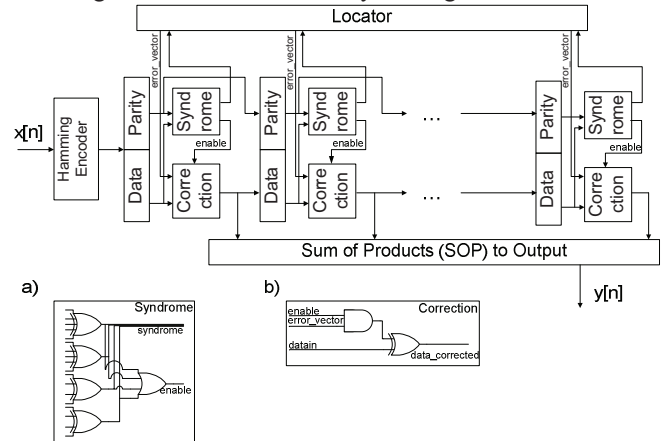 Locator
error_vector
error_vector
error_vector
x[n]
Hamming
Encoder
Parity
Data
Synd
rome
enable
Corre
ction
Parity
Data
Synd
rome
enable
Corre
ction
...
...
Parity
Data
Synd
rome
enable
Corre
ction
Sum of Products (SOP) to Output
y[n]
a)
Syndrome
syndrome
enable
b)
Correction
enable
error_vector
datain
data_corrected